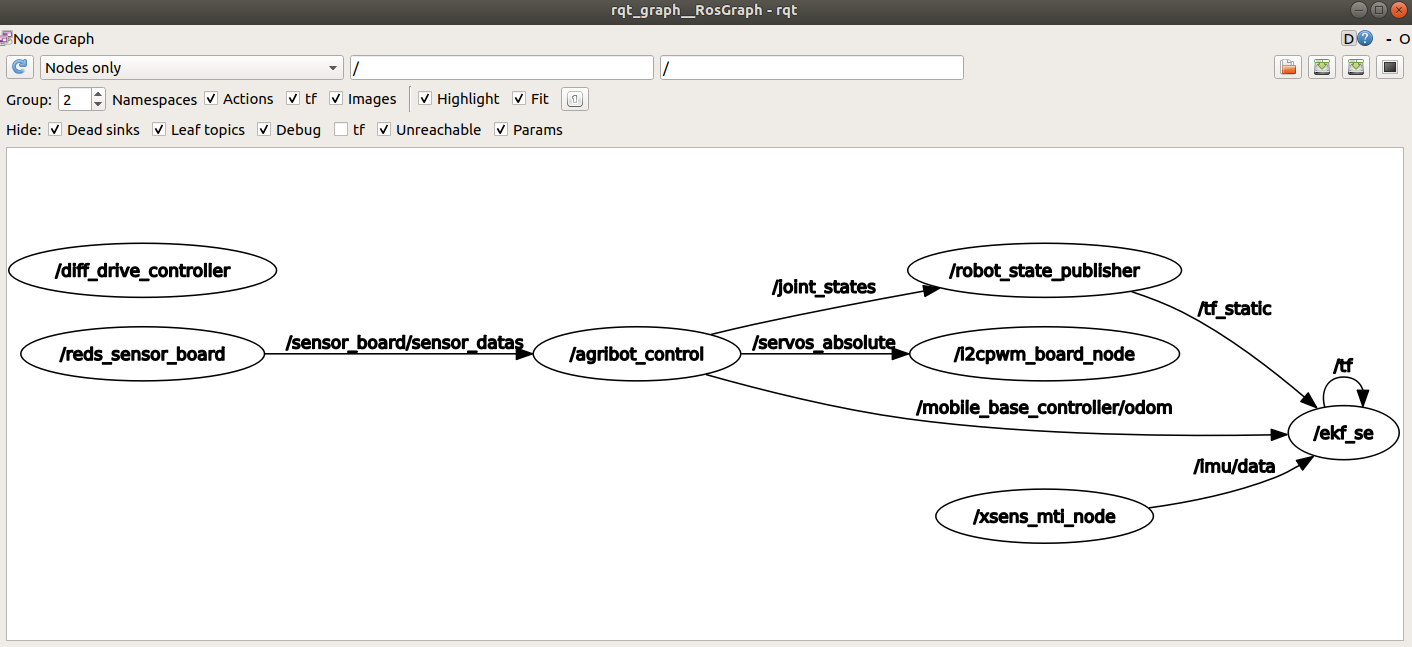 rqt_graph__RosGraph - rqt
Node Graph
D ? - O
Nodes only / /
Group: 2 Namespaces Actions tf Images Highlight Fit
Hide: Dead sinks Leaf topics Debug tf Unreachable Params
/diff_drive_controller
/robot_state_publisher
/joint_states
/tf_static
/reds_sensor_board
/sensor_board/sensor_datas
/agribot_control
/servos_absolute
/i2cpwm_board_node
/tf
/mobile_base_controller/odom
/ekf_se
/imu/data
/xsens_mti_node